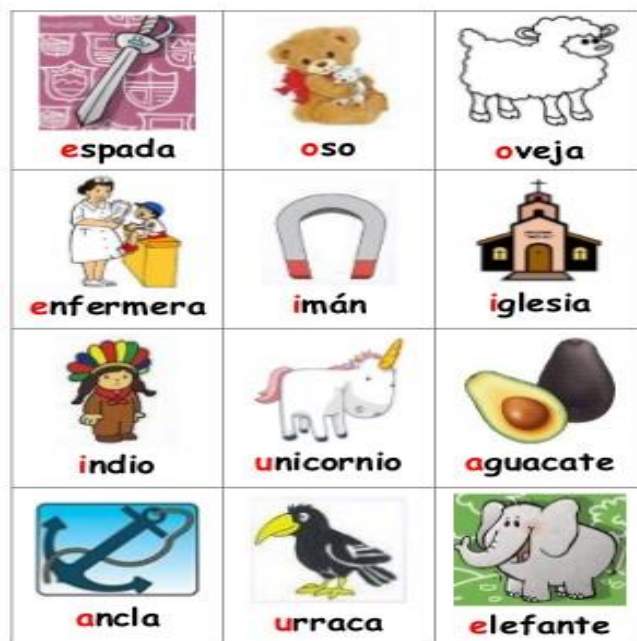 espada
oso
oveja
enfermera
imán
iglesia
indio
unicornio
aguacate
ancla
urraca
elefante